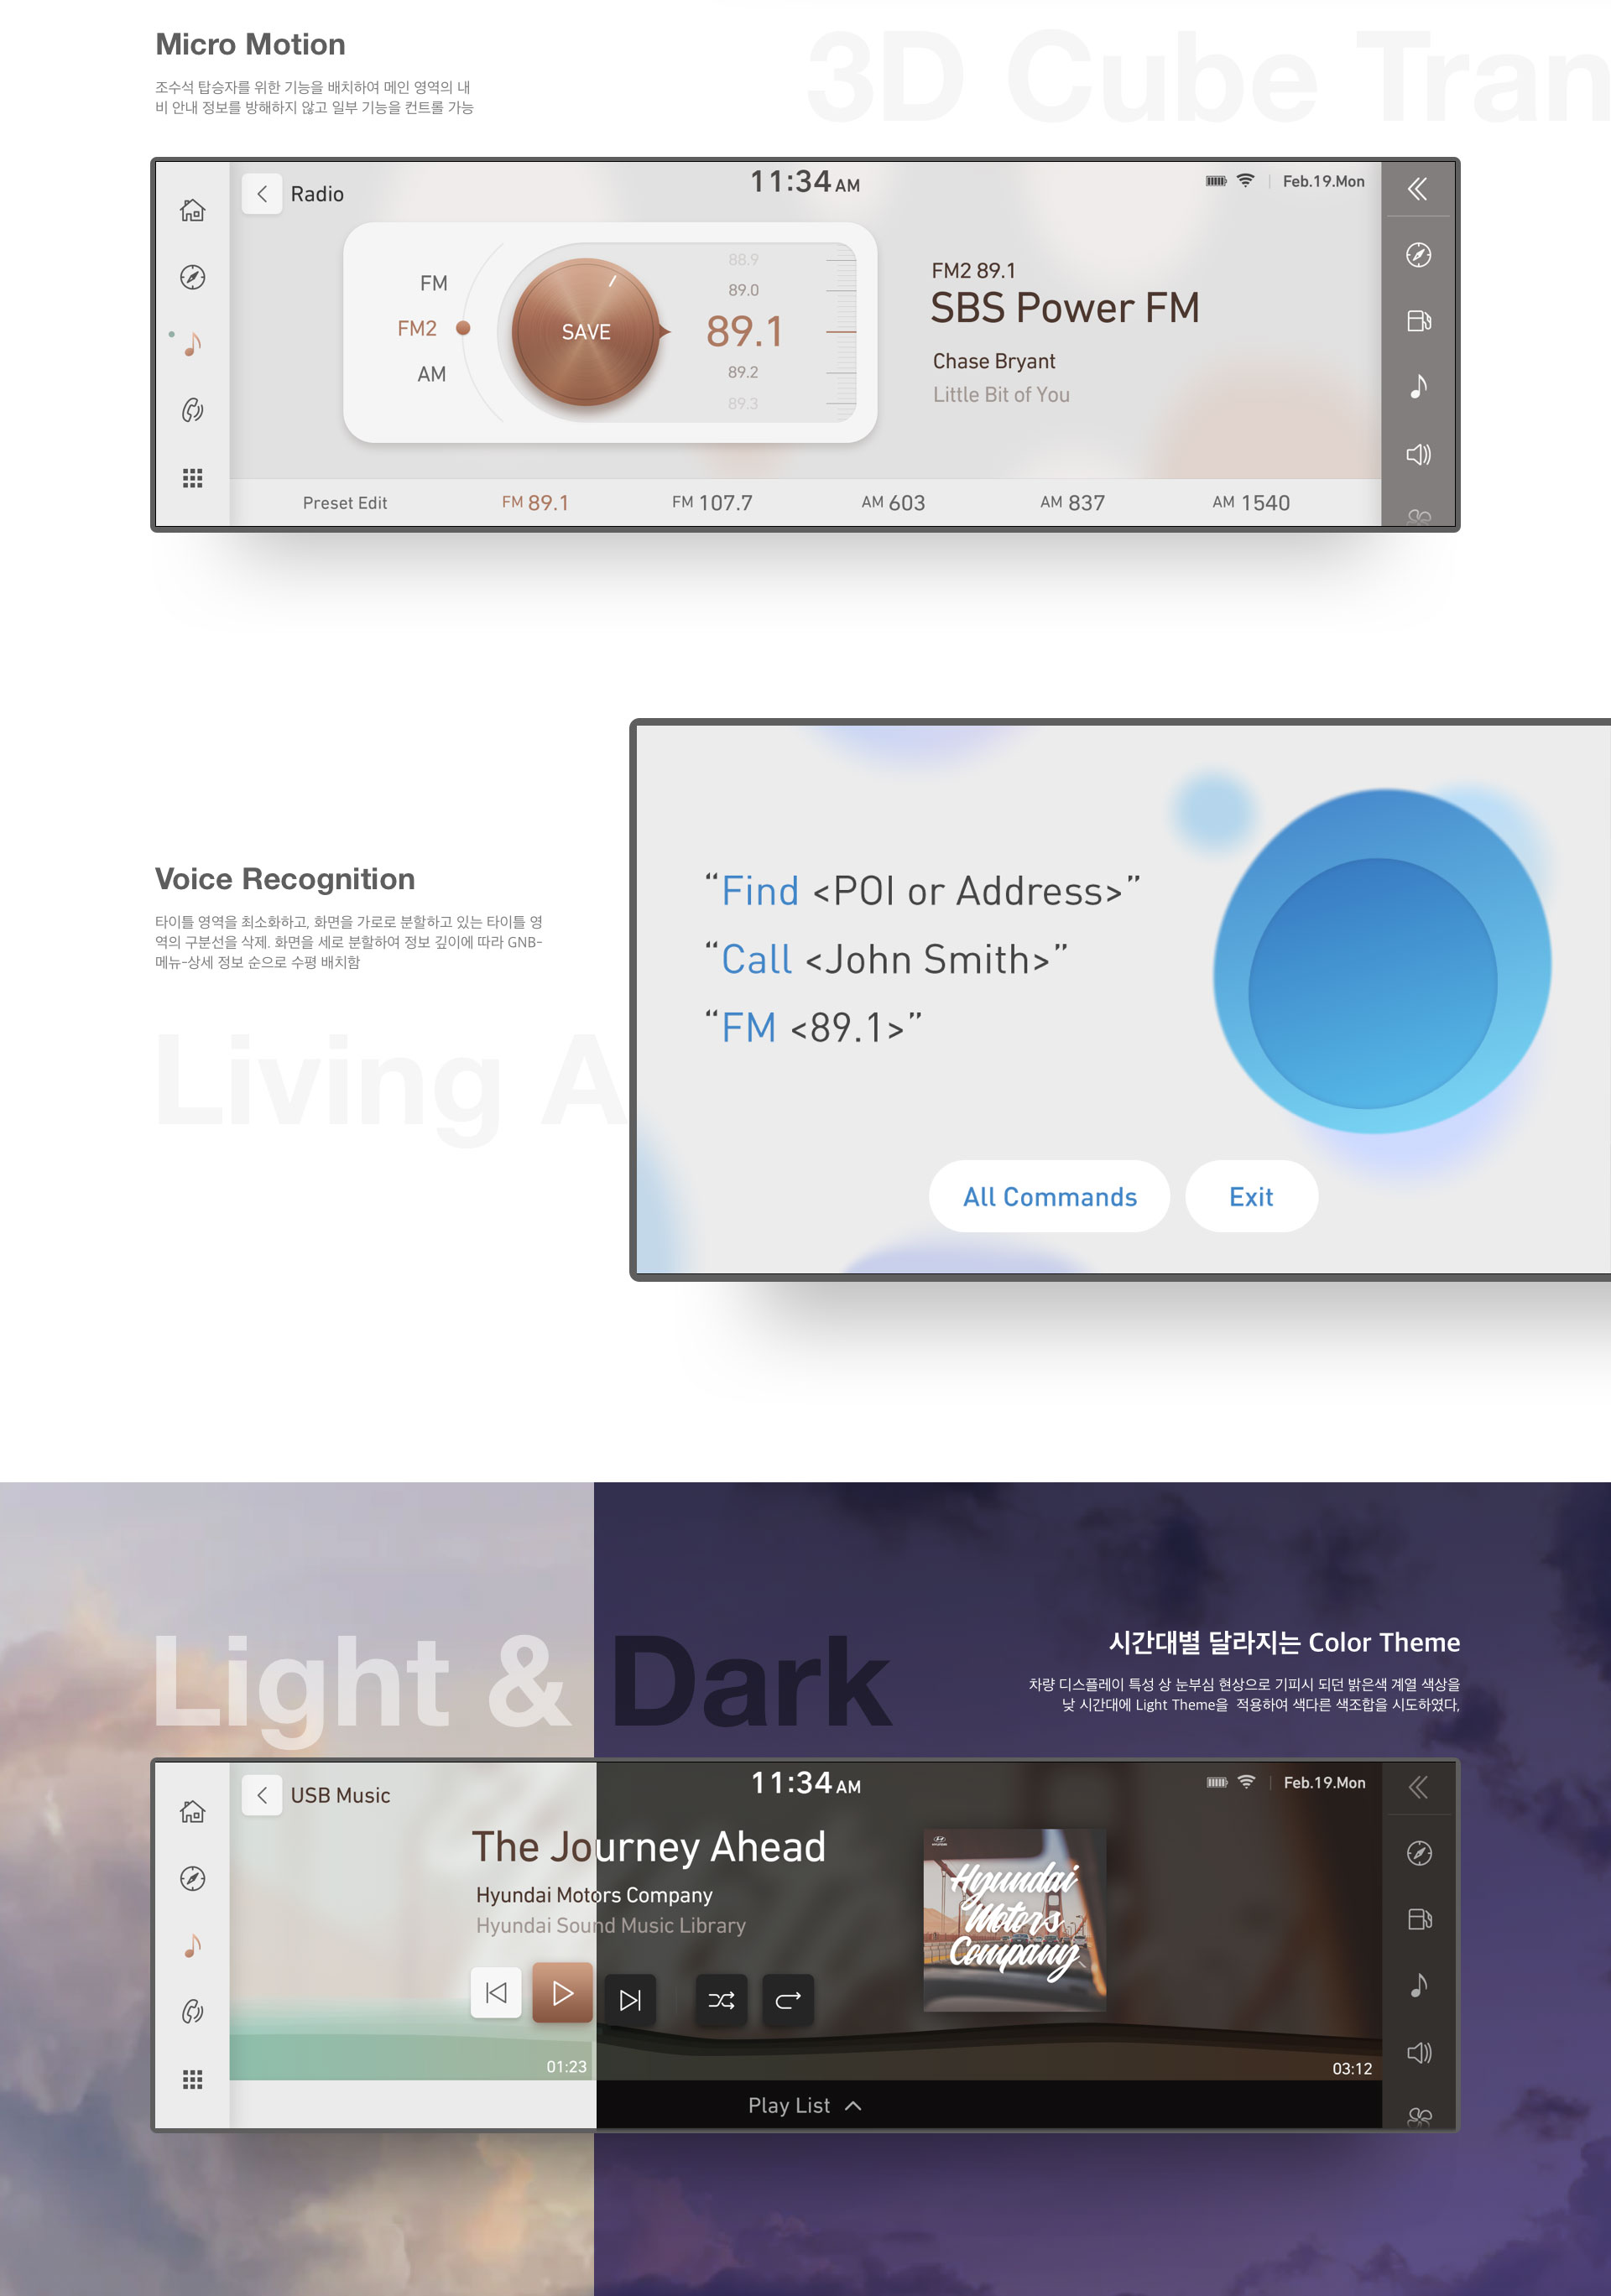 Micro Motion
3D Cube Tran
조수석 탑승자를 위한 기능을 배치하여 메인 영역의 내
비 안내 정보를 방해하지 않고 일부 기능을 컨트롤 가능
Radio
11:34 AM
Feb.19.Mon
FM
FM2
AM
SAVE
88.9
89.0
89.1
89.2
89.3
FM2 89.1
SBS Power FM
Chase Bryant
Little Bit of You
Preset Edit
FM 89.1
FM 107.7
AM 603
AM 837
AM 1540
Voice Recognition
타이틀 영역을 최소화하고, 화면을 가로로 분할하고 있는 타이틀 영
역의 구분선을 삭제. 화면을 세로 분할하여 정보 깊이에 따라 GNB-
메뉴-상세 정보 순으로 수평 배치함
Living A
“Find <POI or Address>”
“Call <John Smith>”
“FM <89.1>”
All Commands
Exit
Light & Dark
시간대별 달라지는 Color Theme
차량 디스플레이 특성 상 눈부심 현상으로 기피시 되던 밝은색 계열 색상을
낮 시간대에 Light Theme을 적용하여 색다른 색조합을 시도하였다,
USB Music
11:34 AM
Feb.19.Mon
The Journey Ahead
Hyundai Motors Company
Hyundai Sound Music Library
Hyundai
Motors
Company
01:23
03:12
Play List